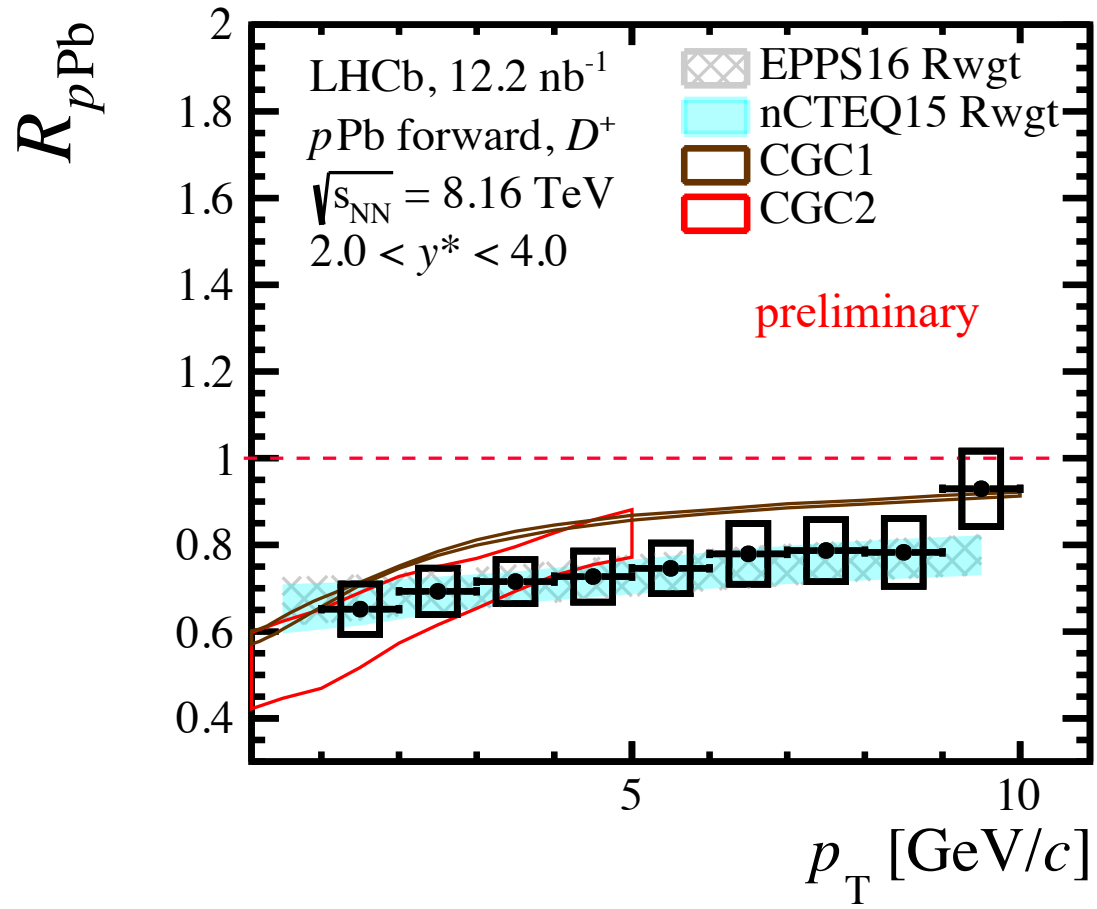 R_pPb
2
1.8
1.6
1.4
1.2
1
0.8
0.6
0.4
LHCb, 12.2 nb⁻¹
pPb forward, D⁺
√s_NN = 8.16 TeV
2.0 < y* < 4.0
EPPS16 Rwgt
nCTEQ15 Rwgt
CGC1
CGC2
preliminary
5 10
p_T [GeV/c]